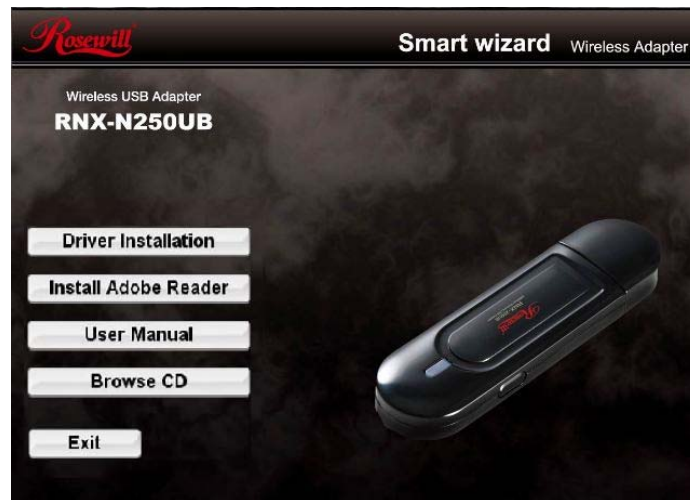 Rosewill
Smart wizard Wireless Adapter
Wireless USB Adapter
RNX-N250UB
Driver Installation
Install Adobe Reader
User Manual
Browse CD
Exit
Rosewill